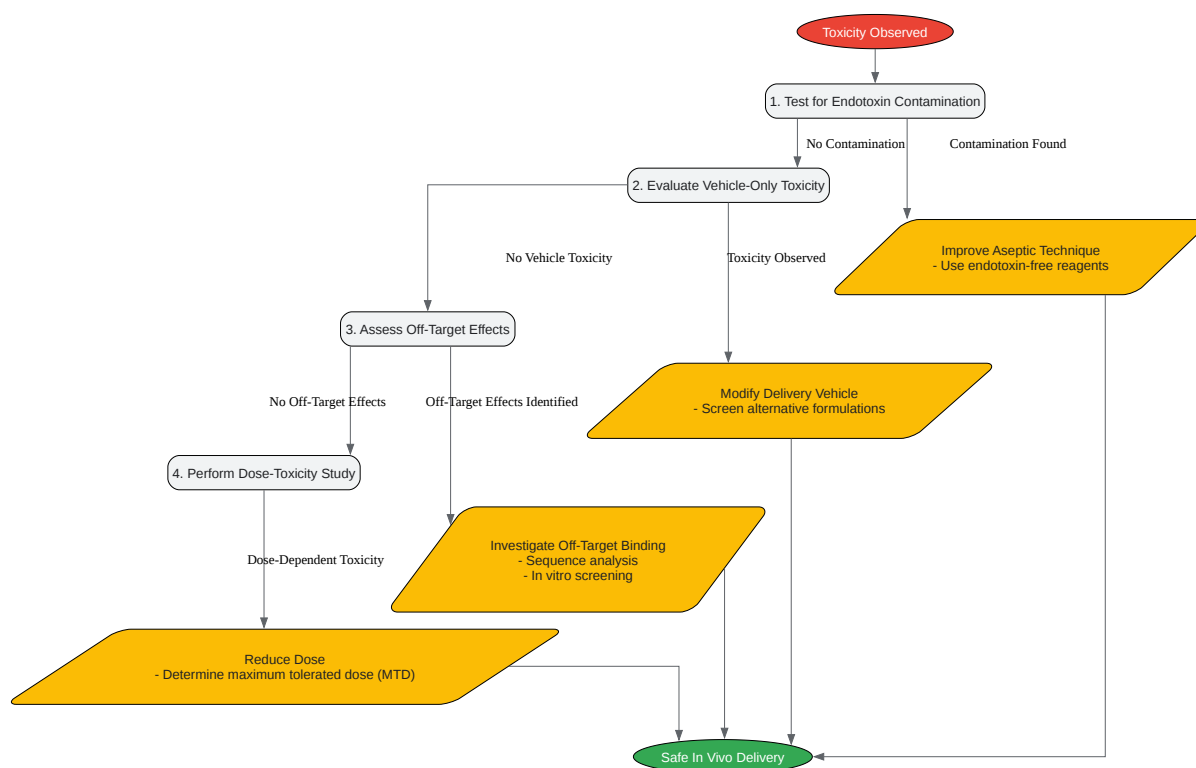 Toxicity Observed
1. Test for Endotoxin Contamination
No Contamination
Contamination Found
2. Evaluate Vehicle-Only Toxicity
Improve Aseptic Technique
- Use endotoxin-free reagents
No Vehicle Toxicity
Toxicity Observed
3. Assess Off-Target Effects
Modify Delivery Vehicle
- Screen alternative formulations
No Off-Target Effects
Off-Target Effects Identified
4. Perform Dose-Toxicity Study
Investigate Off-Target Binding
- Sequence analysis
- In vitro screening
Dose-Dependent Toxicity
Reduce Dose
- Determine maximum tolerated dose (MTD)
Safe In Vivo Delivery